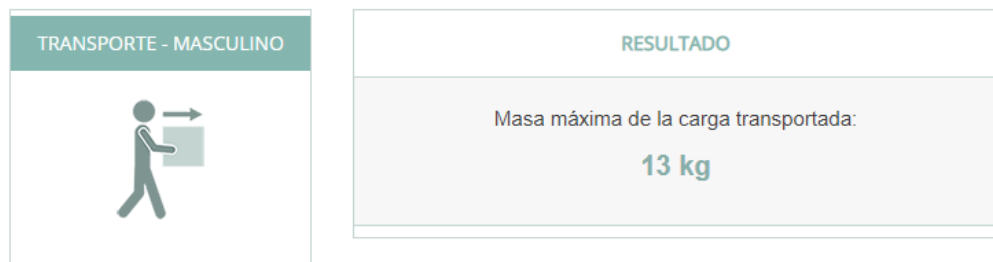 TRANSPORTE - MASCULINO
RESULTADO
Masa máxima de la carga transportada:
13 kg